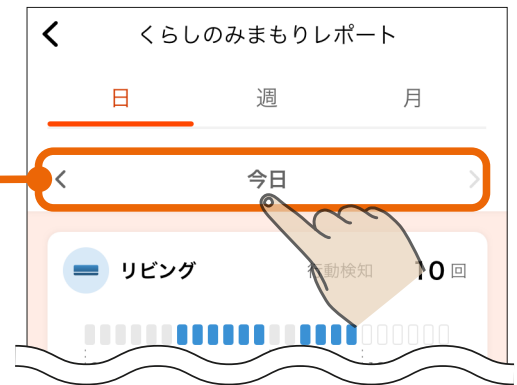 くらしのみまもりレポート
日 週 月
今日
リビング 行動検知 10 回